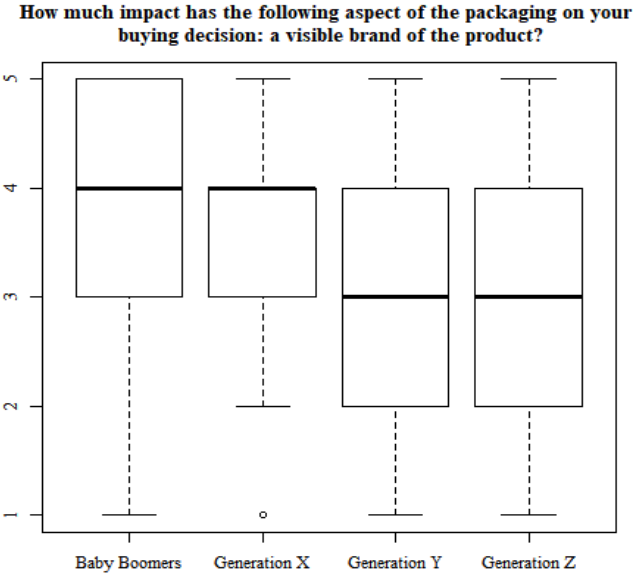 How much impact has the following aspect of the packaging on your
buying decision: a visible brand of the product?
5
4
3
2
1
Baby Boomers Generation X Generation Y Generation Z